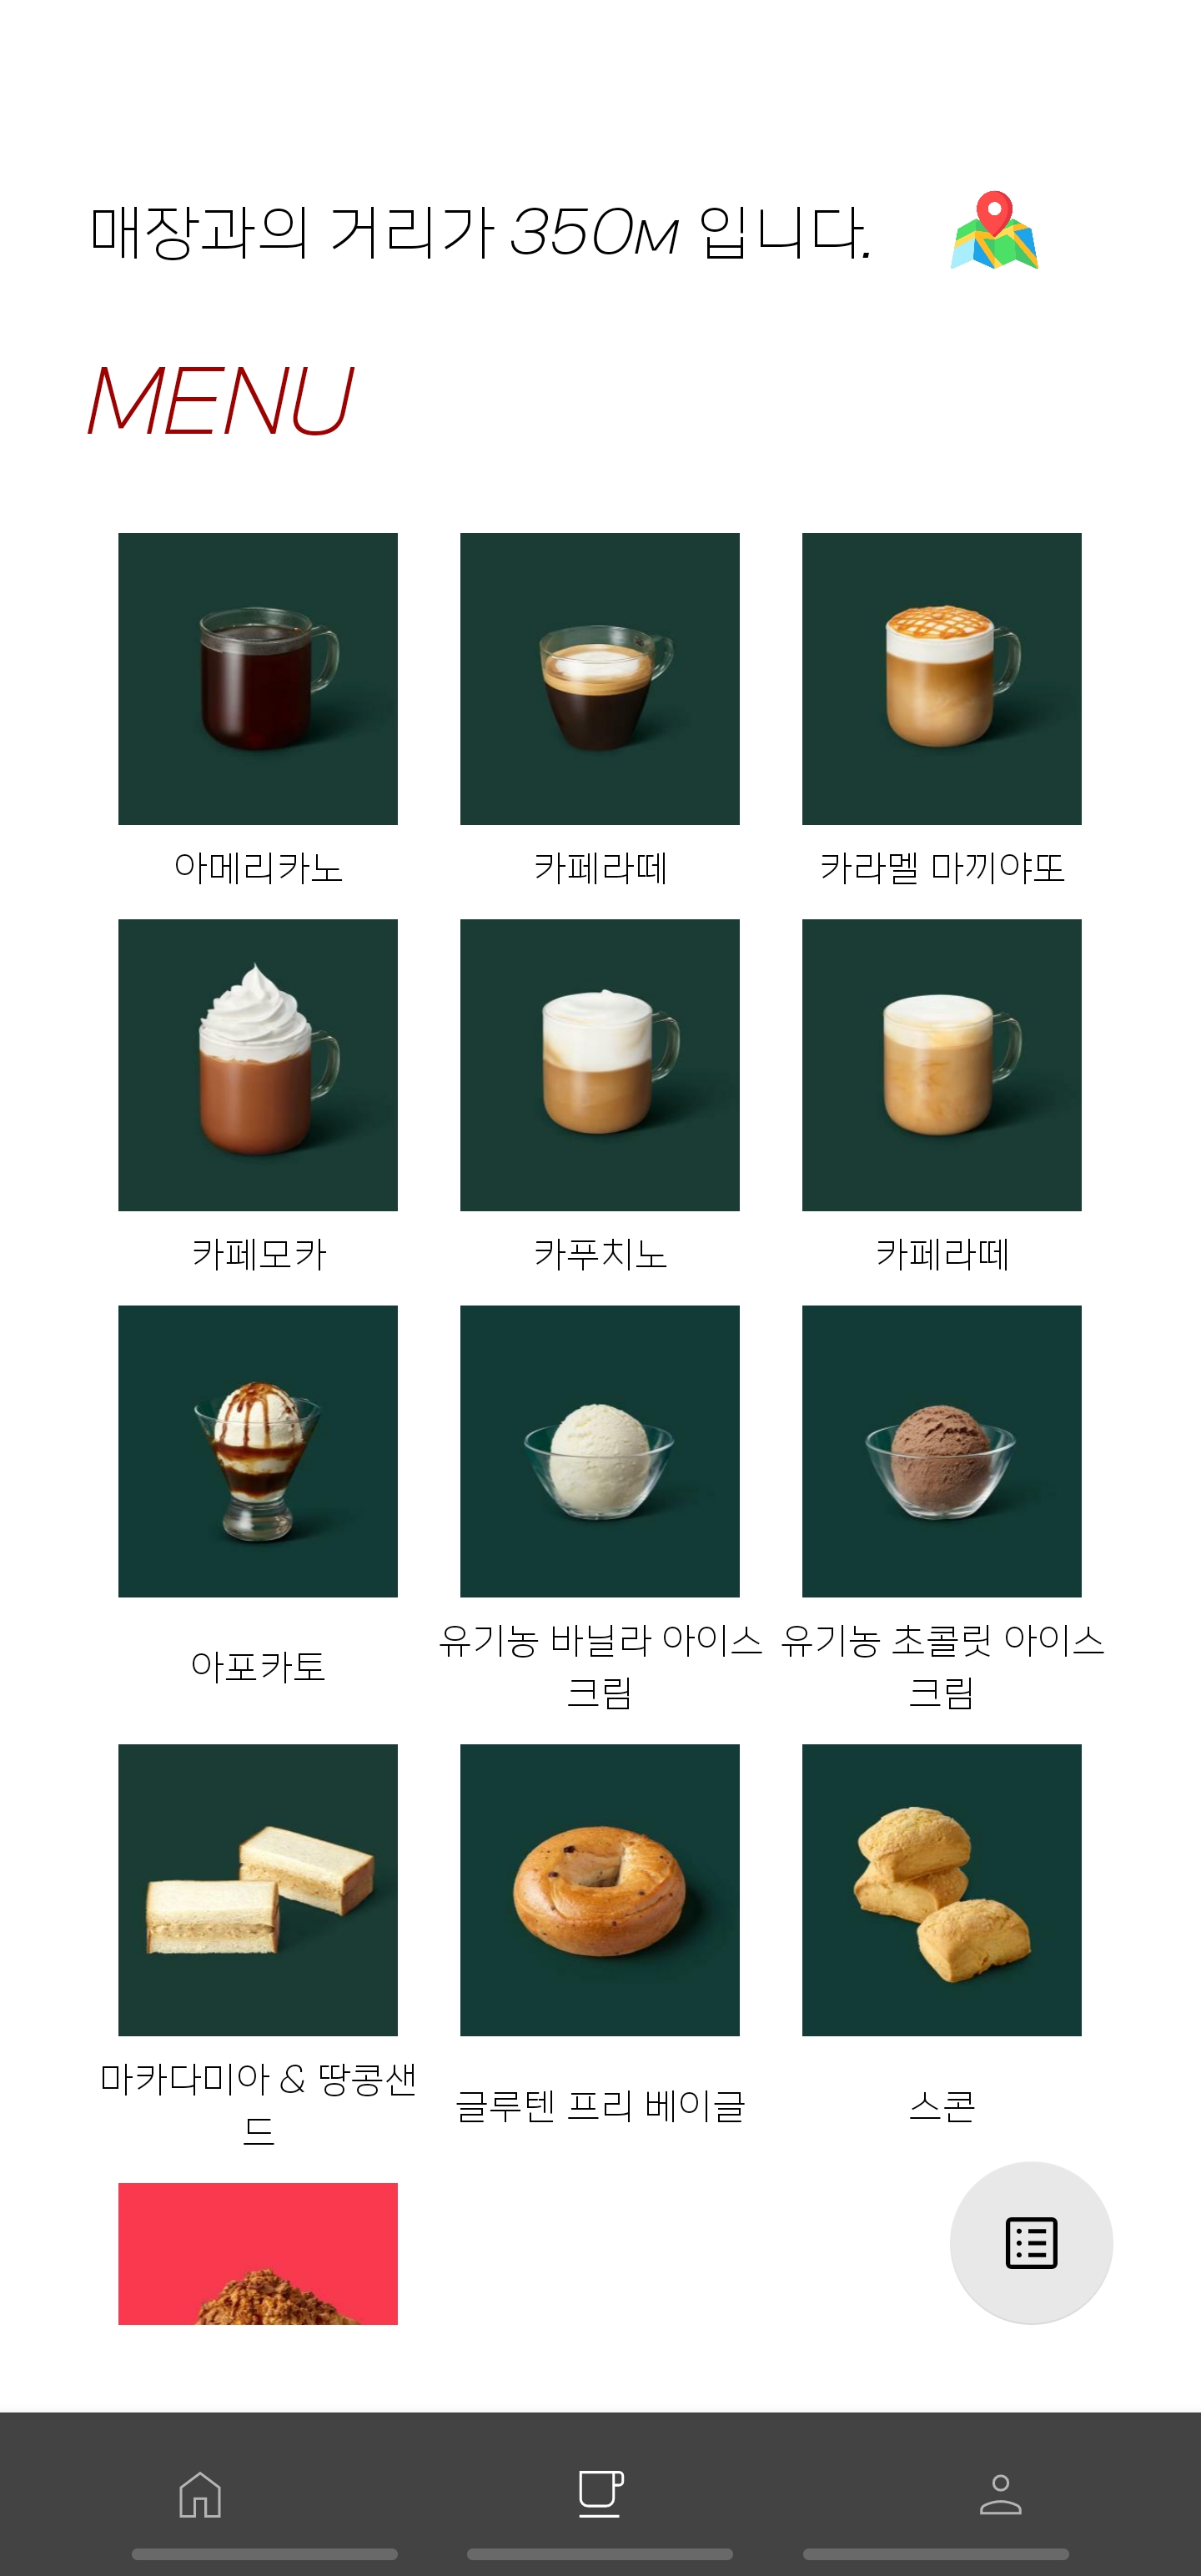 매장과의 거리가 350M 입니다.
MENU
아메리카노
카페라떼
카라멜 마끼야또
카페모카
카푸치노
카페라떼
아포카토
유기농 바닐라 아이스
크림
유기농 초콜릿 아이스
크림
마카다미아 & 땅콩샌
드
글루텐 프리 베이글
스콘